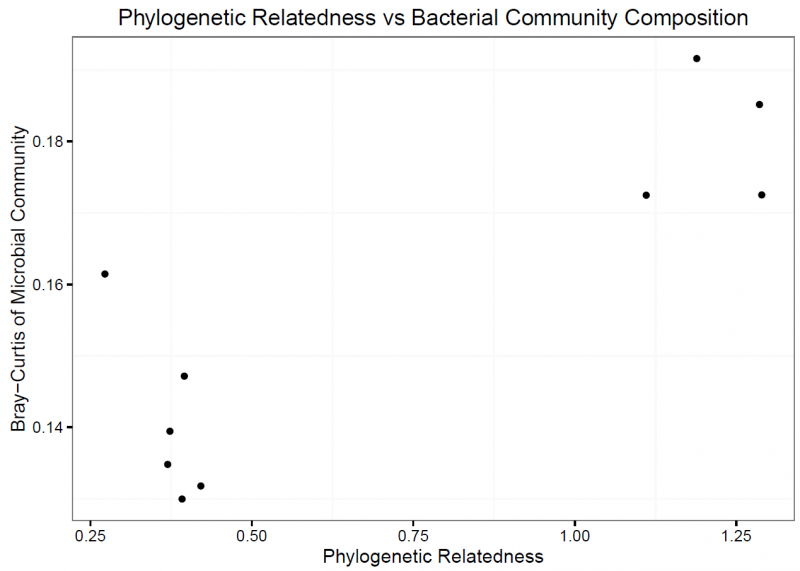 Phylogenetic Relatedness vs Bacterial Community Composition
Bray−Curtis of Microbial Community
0.18
0.16
0.14
0.25 0.50 0.75 1.00 1.25
Phylogenetic Relatedness